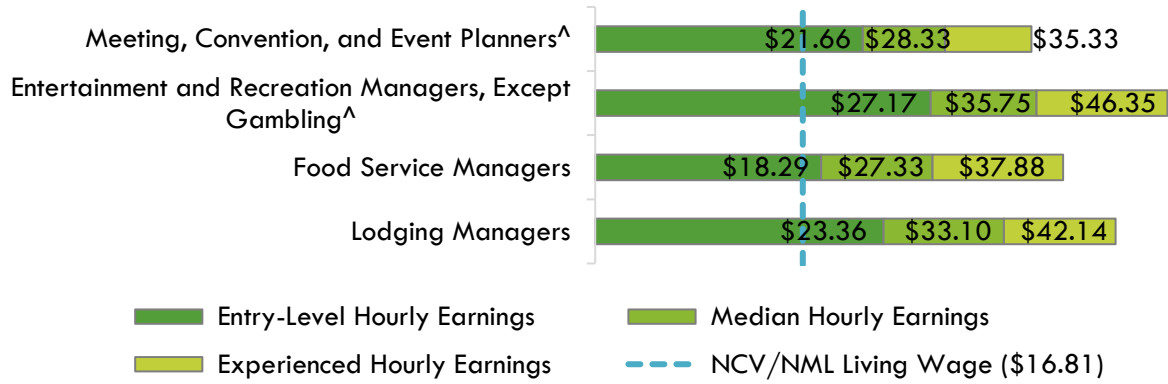 Meeting, Convention, and Event Planners^ $21.66 $28.33 $35.33
Entertainment and Recreation Managers, Except
Gambling^ $27.17 $35.75 $46.35
Food Service Managers $18.29 $27.33 $37.88
Lodging Managers $23.36 $33.10 $42.14
Entry-Level Hourly Earnings Median Hourly Earnings
Experienced Hourly Earnings NCV/NML Living Wage ($16.81)